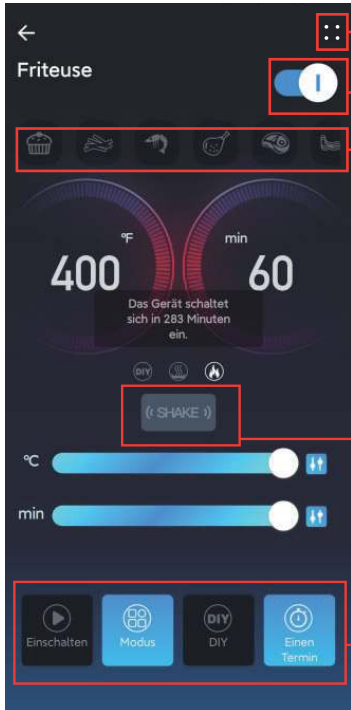 Friteuse
°F
400
min
60
Das Gerät schaltet
sich in 283 Minuten
ein.
DIY
((SHAKE))
°C
min
Einschalten
Modus
DIY
DIY
Einen
Termin